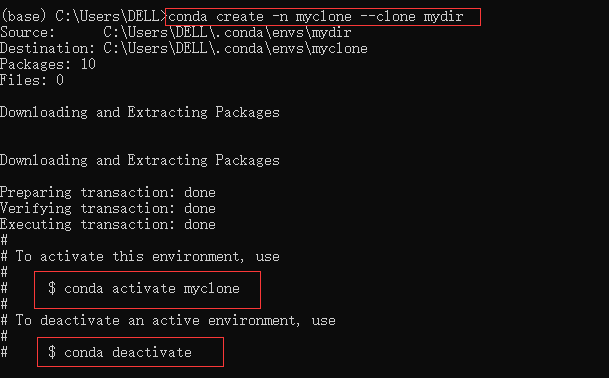 (base) C:\Users\DELL>conda create -n myclone --clone mydir
Source:      C:\Users\DELL\.conda\envs\mydir
Destination: C:\Users\DELL\.conda\envs\myclone
Packages: 10
Files: 0
Downloading and Extracting Packages
Downloading and Extracting Packages
Preparing transaction: done
Verifying transaction: done
Executing transaction: done
#
# To activate this environment, use
#
#     $ conda activate myclone
#
# To deactivate an active environment, use
#
#     $ conda deactivate